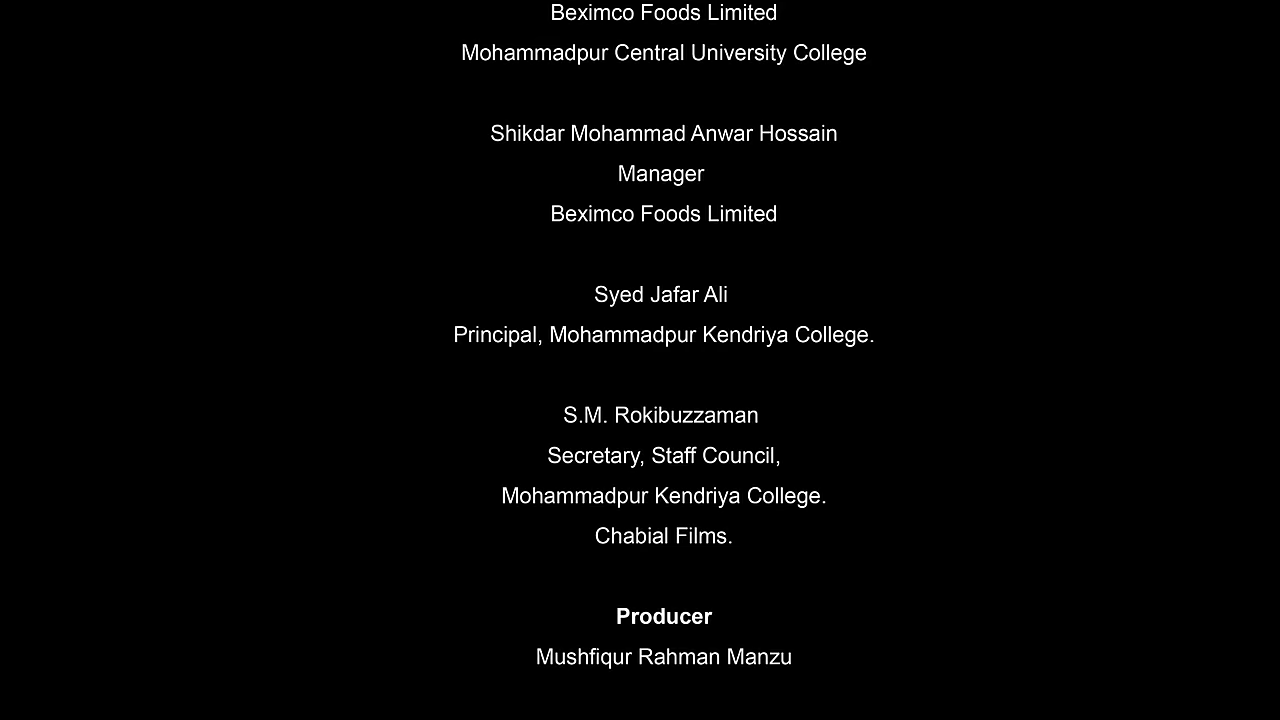 Beximco Foods Limited
Mohammadpur Central University College
Shikdar Mohammad Anwar Hossain
Manager
Beximco Foods Limited
Syed Jafar Ali
Principal, Mohammadpur Kendriya College.
S.M. Rokibuzzaman
Secretary, Staff Council,
Mohammadpur Kendriya College.
Chabial Films.
Producer
Mushfiqur Rahman Manzu